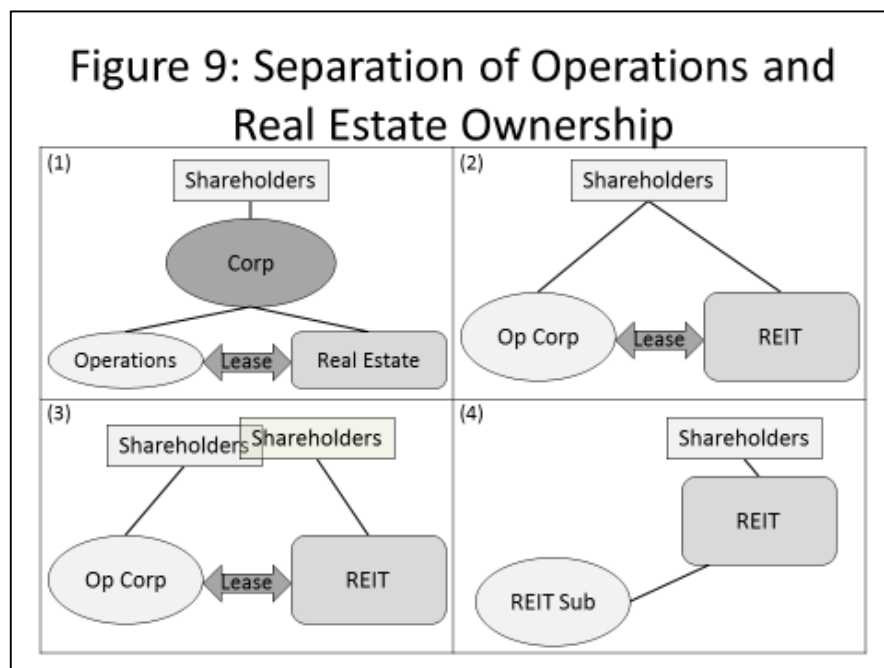 Figure 9: Separation of Operations and
Real Estate Ownership
(1)
Shareholders
Corp
Operations
Lease
Real Estate
(2)
Shareholders
Op Corp
Lease
REIT
(3)
Shareholders
Shareholders
Op Corp
Lease
REIT
(4)
Shareholders
REIT
REIT Sub